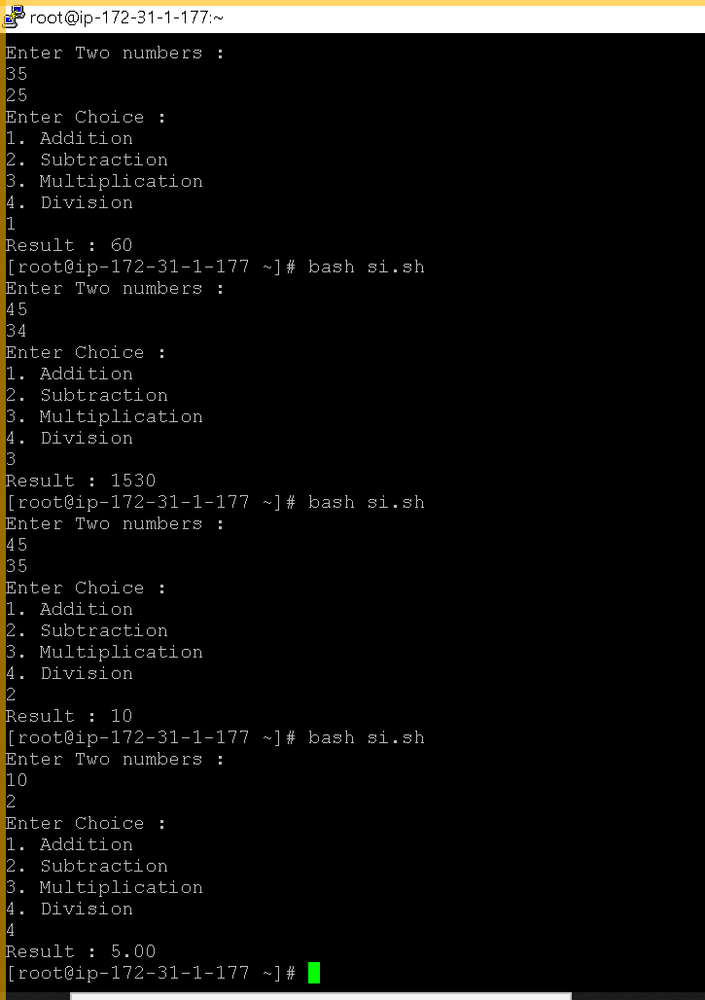 root@ip-172-31-1-177:~
Enter Two numbers :
35
25
Enter Choice :
1. Addition
2. Subtraction
3. Multiplication
4. Division
1
Result : 60
[root@ip-172-31-1-177 ~]# bash si.sh
Enter Two numbers :
45
34
Enter Choice :
1. Addition
2. Subtraction
3. Multiplication
4. Division
3
Result : 1530
[root@ip-172-31-1-177 ~]# bash si.sh
Enter Two numbers :
45
35
Enter Choice :
1. Addition
2. Subtraction
3. Multiplication
4. Division
2
Result : 10
[root@ip-172-31-1-177 ~]# bash si.sh
Enter Two numbers :
10
2
Enter Choice :
1. Addition
2. Subtraction
3. Multiplication
4. Division
4
Result : 5.00
[root@ip-172-31-1-177 ~]#